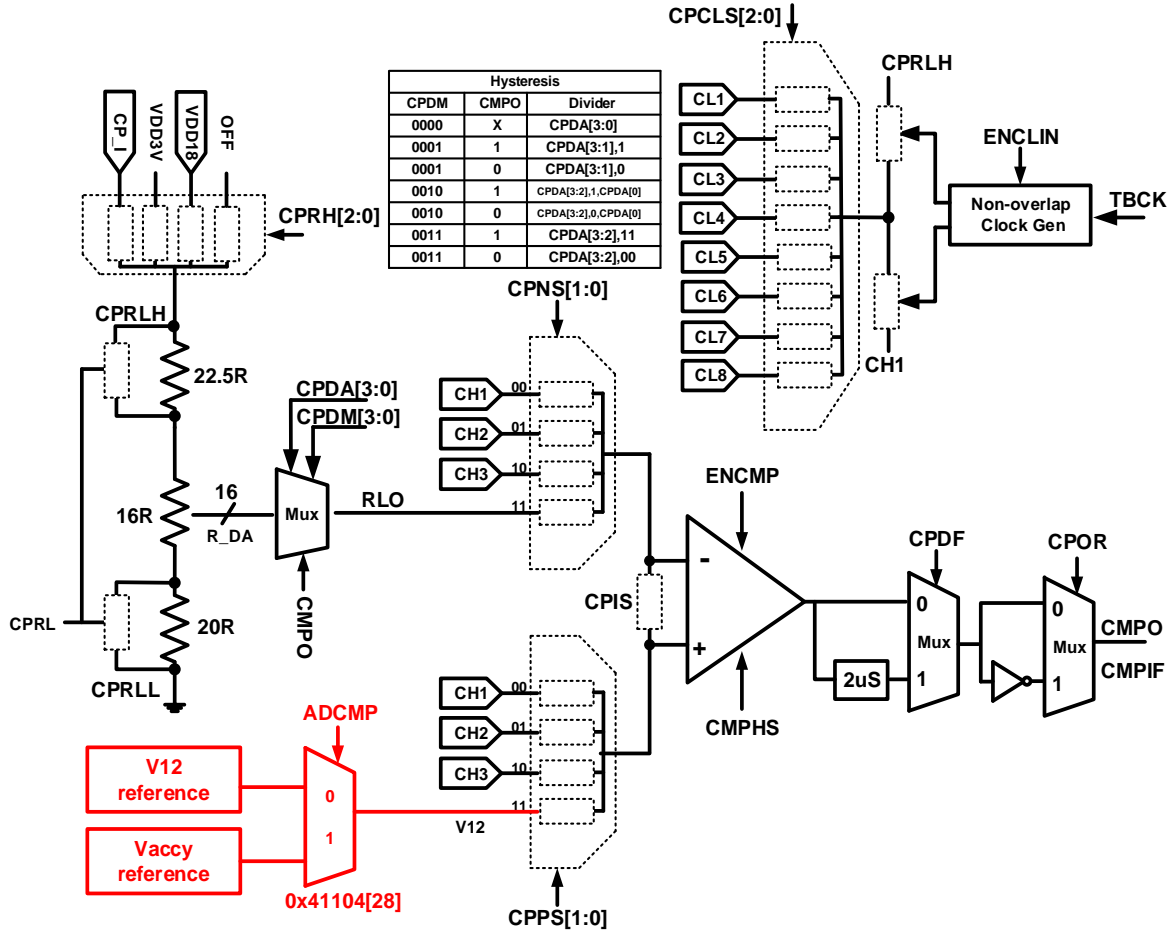 CPCLS[2:0]
CP_I
VDD3V
VDD18
OFF
CPRH[2:0]
Hysteresis
CPDM CMPO Divider
0000 X CPDA[3:0]
0001 1 CPDA[3:1],1
0001 0 CPDA[3:1],0
0010 1 CPDA[3:2],1,CPDA[0]
0010 0 CPDA[3:2],0,CPDA[0]
0011 1 CPDA[3:2],11
0011 0 CPDA[3:2],00
CL1
CL2
CL3
CL4
CL5
CL6
CL7
CL8
CPRLH
CH1
ENCLIN
Non-overlap
Clock Gen
TBCK
CPRLH
22.5R
16R
20R
CPRL
CPRLL
16
R_DA
CPDA[3:0]
CPDM[3:0]
Mux
CMPO
RLO
CPNS[1:0]
CH1 00
CH2 01
CH3 10
11
CPIS
ENCMP
-
+
CMPHS
CPDF
0
Mux
1
2uS
CPOR
0
Mux
1
CMPO
CMPIF
CH1 00
CH2 01
CH3 10
11
V12
CPPS[1:0]
ADCMP
V12
reference
0
1
Vaccy
reference
0x41104[28]